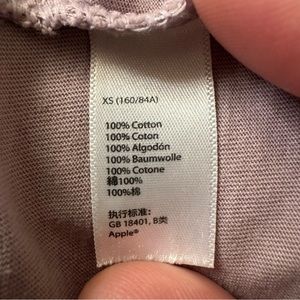 XS (160/84A)
100% Cotton
100% Coton
100% Algodón
100% Baumwolle
100% Cotone
綿100%
100%棉
执行标准:
GB 18401, B类
Apple®